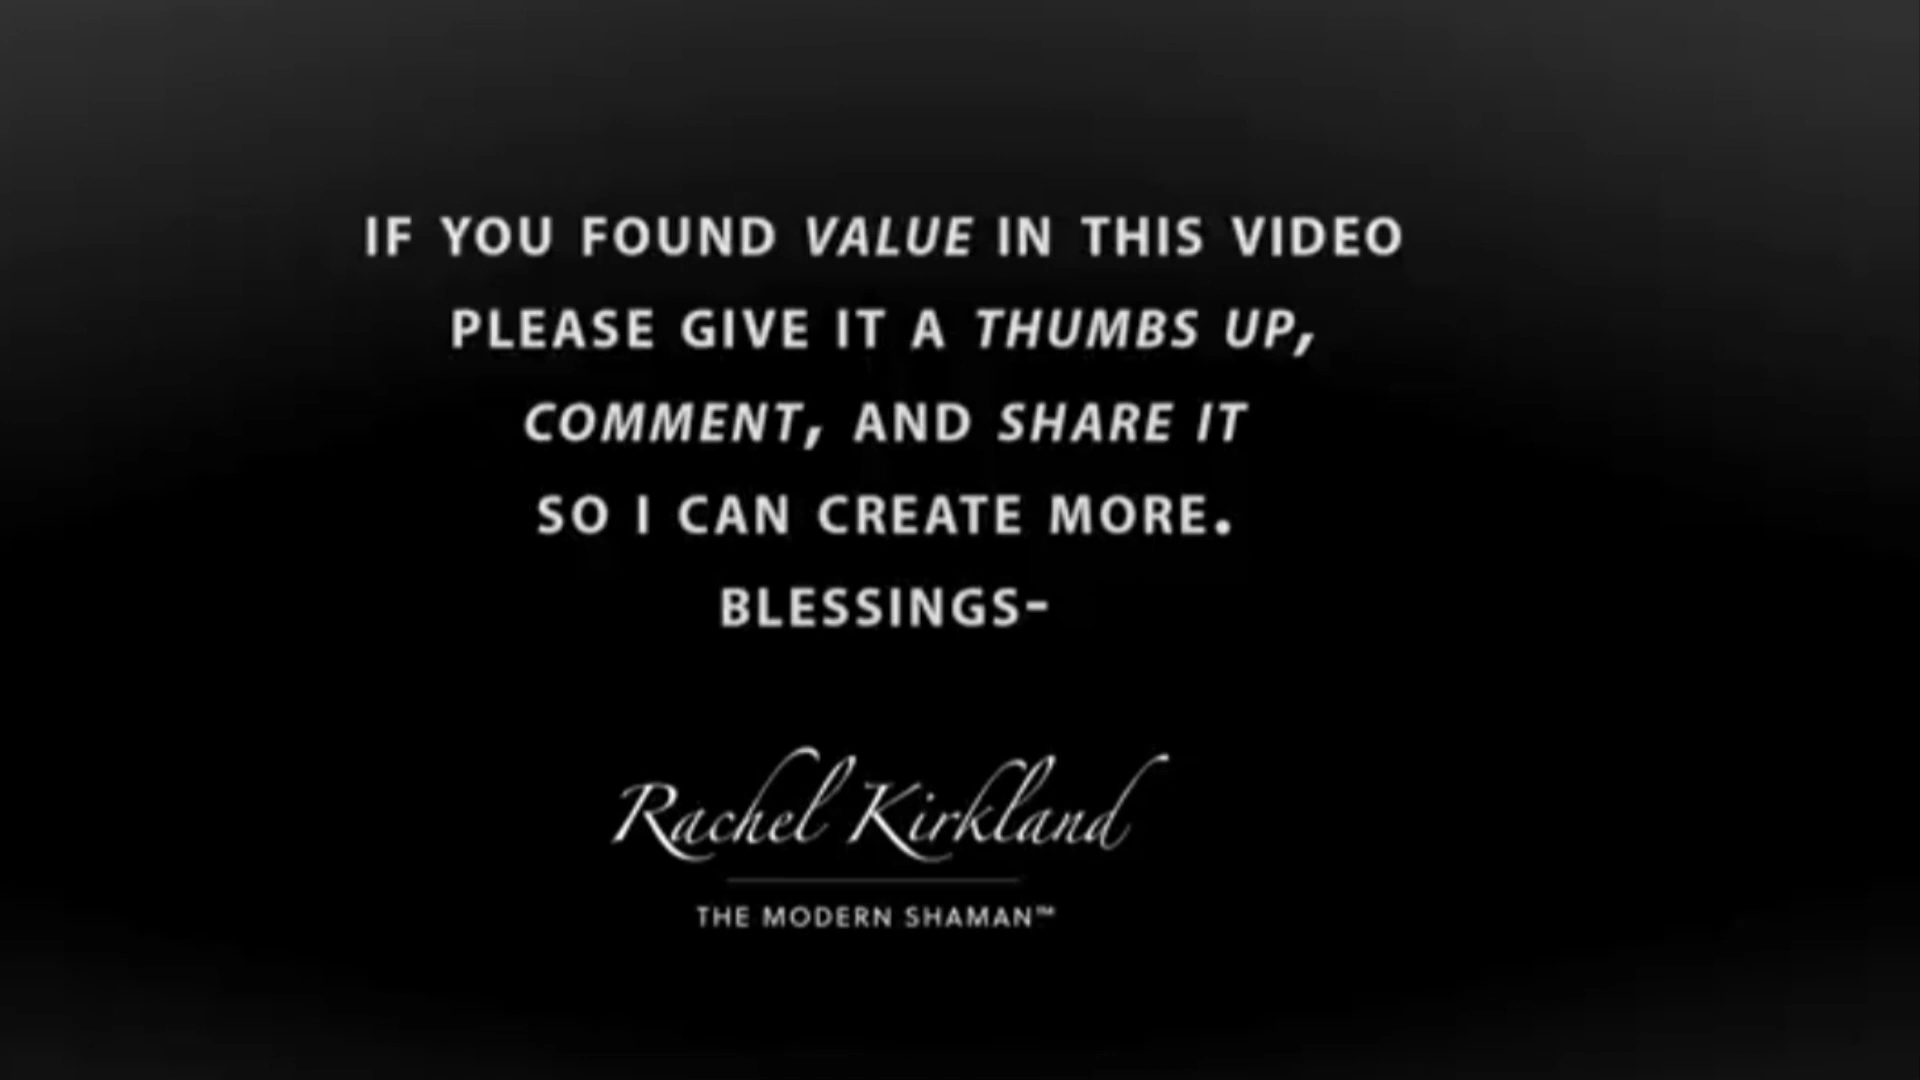 IF YOU FOUND VALUE IN THIS VIDEO
PLEASE GIVE IT A THUMBS UP,
COMMENT, AND SHARE IT
SO I CAN CREATE MORE.
BLESSINGS-
Rachel Kirkland
THE MODERN SHAMAN™